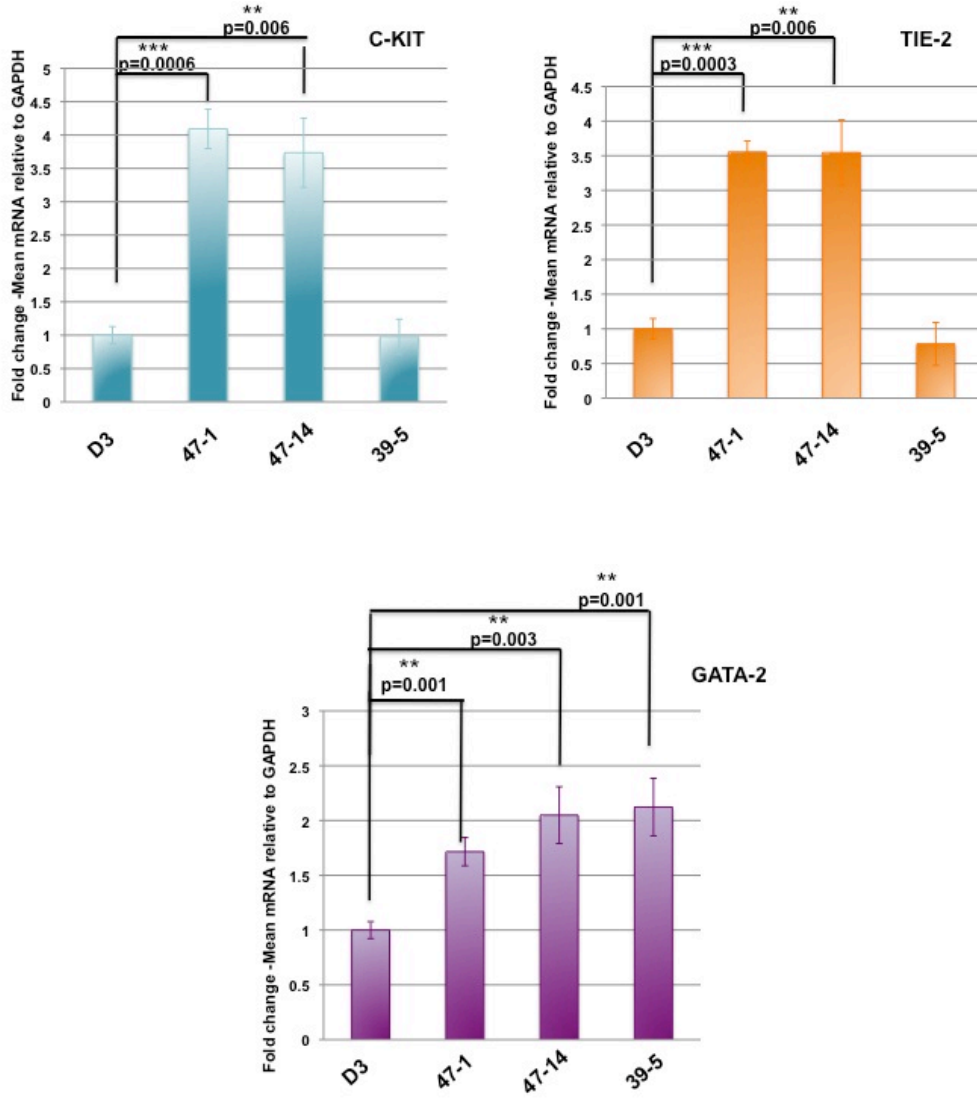 **
p=0.006
C-KIT
***
p=0.0006
Fold change -Mean mRNA relative to GAPDH
5
4.5
4
3.5
3
2.5
2
1.5
1
0.5
0
D3
47-1
47-14
39-5
**
p=0.006
TIE-2
***
p=0.0003
Fold change -Mean mRNA relative to GAPDH
4.5
4
3.5
3
2.5
2
1.5
1
0.5
0
D3
47-1
47-14
39-5
**
p=0.001
**
p=0.003
**
p=0.001
GATA-2
Fold change -Mean mRNA relative to GAPDH
3
2.5
2
1.5
1
0.5
0
D3
47-1
47-14
39-5